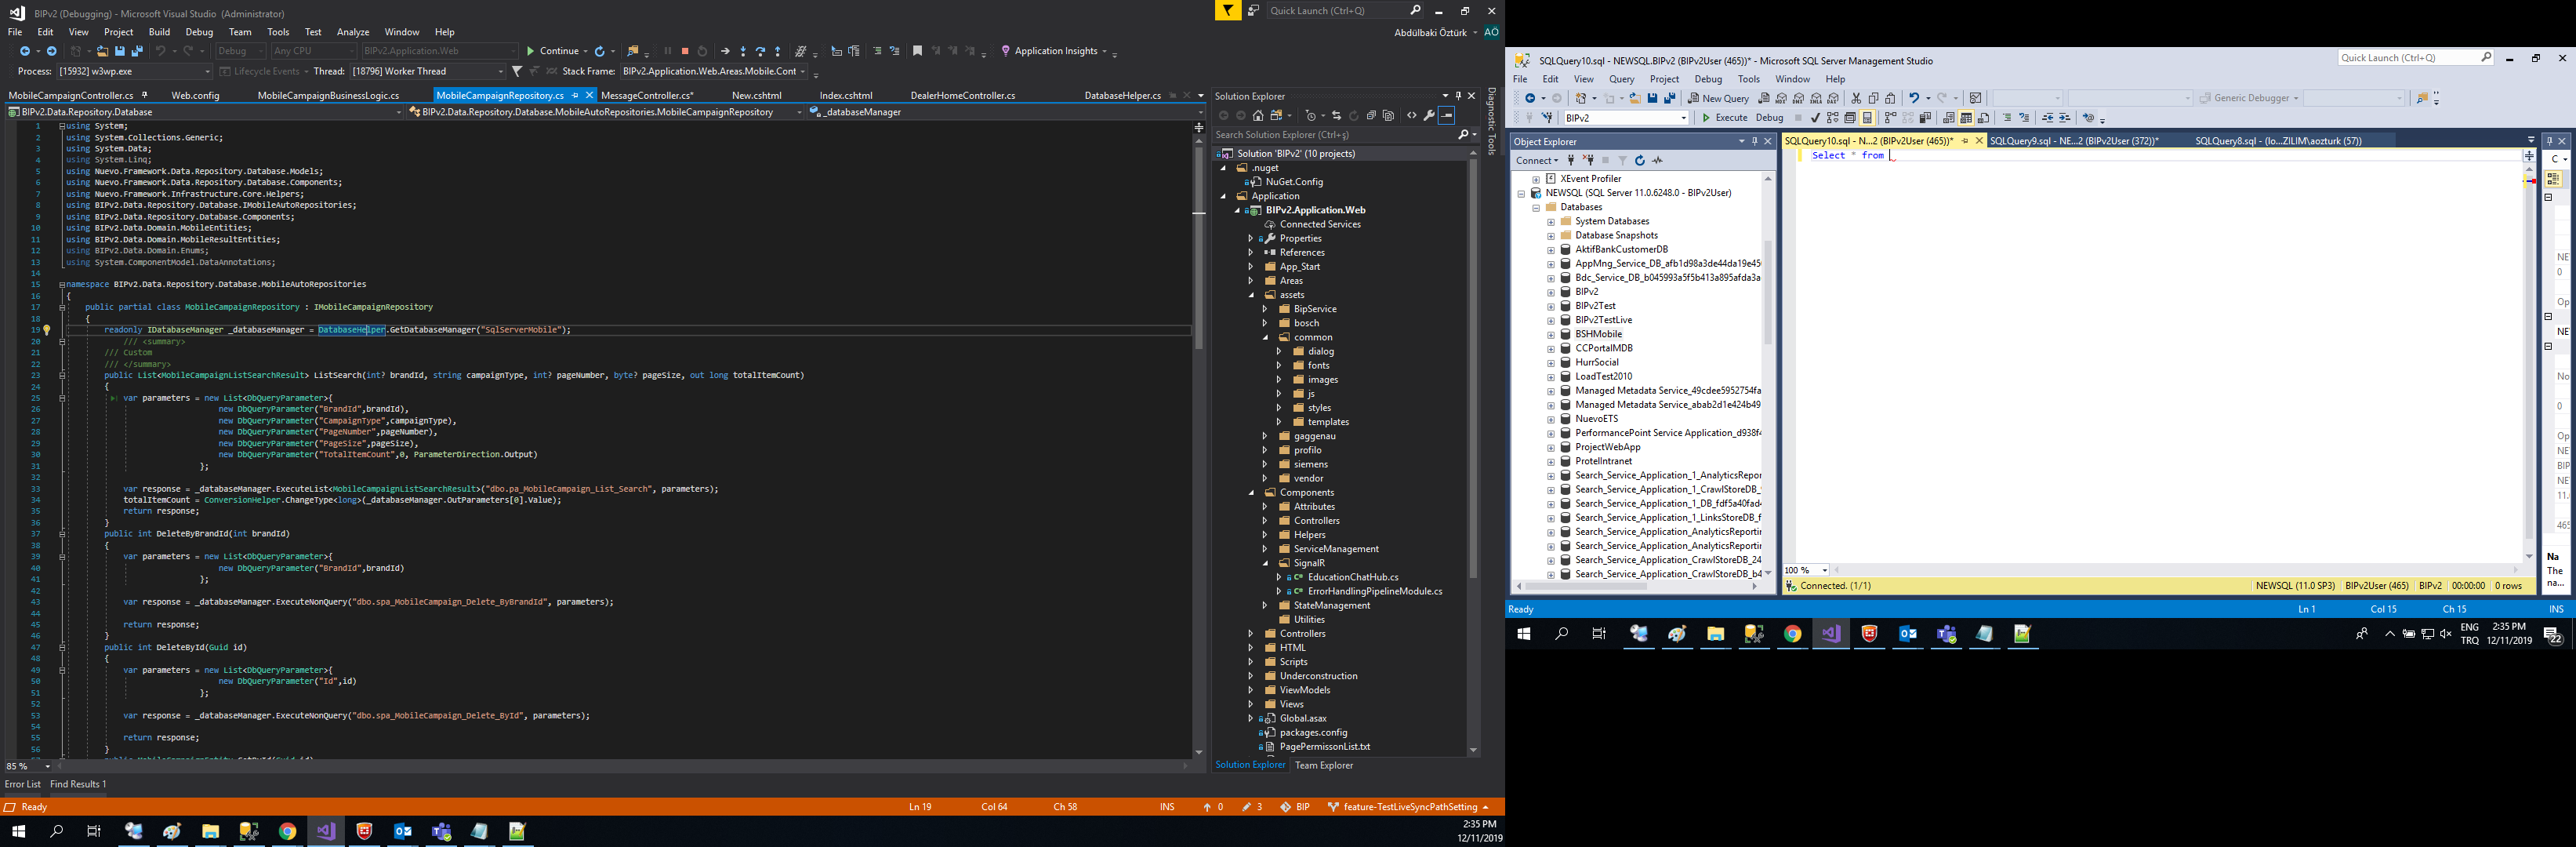 BIPv2 (Debugging) - Microsoft Visual Studio (Administrator)
Quick Launch (Ctrl+Q)
File Edit View Project Build Debug Team Tools Test Analyze Window Help
Abdülbaki Öztürk AÖ
Debug Any CPU BIPv2.Application.Web Continue Application Insights
Process: [15932] w3wp.exe Lifecycle Events Thread: [18796] Worker Thread Stack Frame: BIPv2.Application.Web.Areas.Mobile.Cont
MobileCampaignController.cs Web.config MobileCampaignBusinessLogic.cs MobileCampaignRepository.cs MessageController.cs* New.cshtml Index.cshtml DealerHomeController.cs DatabaseHelper.cs
BIPv2.Data.Repository.Database BIPv2.Data.Repository.Database.MobileAutoRepositories.MobileCampaignRepository _databaseManager
1 using System;
2 using System.Collections.Generic;
3 using System.Data;
4 using System.Linq;
5 using Nuevo.Framework.Data.Repository.Database.Models;
6 using Nuevo.Framework.Data.Repository.Database.Components;
7 using Nuevo.Framework.Infrastructure.Core.Helpers;
8 using BIPv2.Data.Repository.Database.IMobileAutoRepositories;
9 using BIPv2.Data.Repository.Database.Components;
10 using BIPv2.Data.Domain.MobileEntities;
11 using BIPv2.Data.Domain.MobileResultEntities;
12 using BIPv2.Data.Domain.Enums;
13 using System.ComponentModel.DataAnnotations;
14
15 namespace BIPv2.Data.Repository.Database.MobileAutoRepositories
16 {
17 public partial class MobileCampaignRepository : IMobileCampaignRepository
18 {
19 readonly IDatabaseManager _databaseManager = DatabaseHelper.GetDatabaseManager("SqlServerMobile");
20 /// <summary>
21 /// Custom
22 /// </summary>
23 public List<MobileCampaignListSearchResult> ListSearch(int? brandId, string campaignType, int? pageNumber, byte? pageSize, out long totalItemCount)
24 {
25 var parameters = new List<DbQueryParameter>{
26 new DbQueryParameter("BrandId",brandId),
27 new DbQueryParameter("CampaignType",campaignType),
28 new DbQueryParameter("PageNumber",pageNumber),
29 new DbQueryParameter("PageSize",pageSize),
30 new DbQueryParameter("TotalItemCount",0, ParameterDirection.Output)
31 };
32
33 var response = _databaseManager.ExecuteList<MobileCampaignListSearchResult>("dbo.pa_MobileCampaign_List_Search", parameters);
34 totalItemCount = ConversionHelper.ChangeType<long>(_databaseManager.OutParameters[0].Value);
35 return response;
36 }
37 public int DeleteByBrandId(int brandId)
38 {
39 var parameters = new List<DbQueryParameter>{
40 new DbQueryParameter("BrandId",brandId)
41 };
42
43 var response = _databaseManager.ExecuteNonQuery("dbo.spa_MobileCampaign_Delete_ByBrandId", parameters);
44
45 return response;
46 }
47 public int DeleteById(Guid id)
48 {
49 var parameters = new List<DbQueryParameter>{
50 new DbQueryParameter("Id",id)
51 };
52
53 var response = _databaseManager.ExecuteNonQuery("dbo.spa_MobileCampaign_Delete_ById", parameters);
54
55 return response;
56 }
85 %
Error List Find Results 1
Ready Ln 19 Col 64 Ch 58 INS 0 3 BIP feature-TestLiveSyncPathSetting
2:35 PM
12/11/2019
Solution Explorer
Search Solution Explorer (Ctrl+ş)
Solution 'BIPv2' (10 projects)
.nuget
NuGet.Config
Application
BIPv2.Application.Web
Connected Services
Properties
References
App_Start
Areas
assets
BipService
bosch
common
dialog
fonts
images
js
styles
templates
gaggenau
profilo
siemens
vendor
Components
Attributes
Controllers
Helpers
ServiceManagement
SignalR
EducationChatHub.cs
ErrorHandlingPipelineModule.cs
StateManagement
Utilities
Controllers
HTML
Scripts
Underconstruction
ViewModels
Views
Global.asax
packages.config
PagePermissonList.txt
Solution Explorer Team Explorer
Diagnostic Tools
SQLQuery10.sql - NEWSQL.BIPv2 (BIPv2User (465))* - Microsoft SQL Server Management Studio
Quick Launch (Ctrl+Q)
File Edit View Query Project Debug Tools Window Help
New Query Generic Debugger
BIPv2 Execute Debug
Object Explorer
Connect
XEvent Profiler
NEWSQL (SQL Server 11.0.6248.0 - BIPv2User)
Databases
System Databases
Database Snapshots
AktifBankCustomerDB
AppMng_Service_DB_afb1d98a3de44da19e45
Bdc_Service_DB_b045993a5f5b413a895afda3a
BIPv2
BIPv2Test
BIPv2TestLive
BSHMobile
CCPortalMDB
HurrSocial
LoadTest2010
Managed Metadata Service_49cdee5952754fa
Managed Metadata Service_abab2d1e424b49
NuevoETS
PerformancePoint Service Application_d938f4
ProjectWebApp
ProtelIntranet
Search_Service_Application_1_AnalyticsRepor
Search_Service_Application_1_CrawlStoreDB_
Search_Service_Application_1_DB_fdf5a40fad4
Search_Service_Application_1_LinksStoreDB_f
Search_Service_Application_AnalyticsReportin
Search_Service_Application_AnalyticsReportin
Search_Service_Application_CrawlStoreDB_24
Search_Service_Application_CrawlStoreDB_b4
SQLQuery10.sql - N...2 (BIPv2User (465))* SQLQuery9.sql - NE...2 (BIPv2User (372))* SQLQuery8.sql - (lo...ZILIM\aozturk (57))
Select * from
100 %
Connected. (1/1) NEWSQL (11.0 SP3) BIPv2User (465) BIPv2 00:00:00 0 rows
C
NE
0
Op
NE
No
0
Op
NE
BIP
NE
11.
465
Na
The
na...
Ready Ln 1 Col 15 Ch 15 INS
ENG
TRQ
2:35 PM
12/11/2019
22